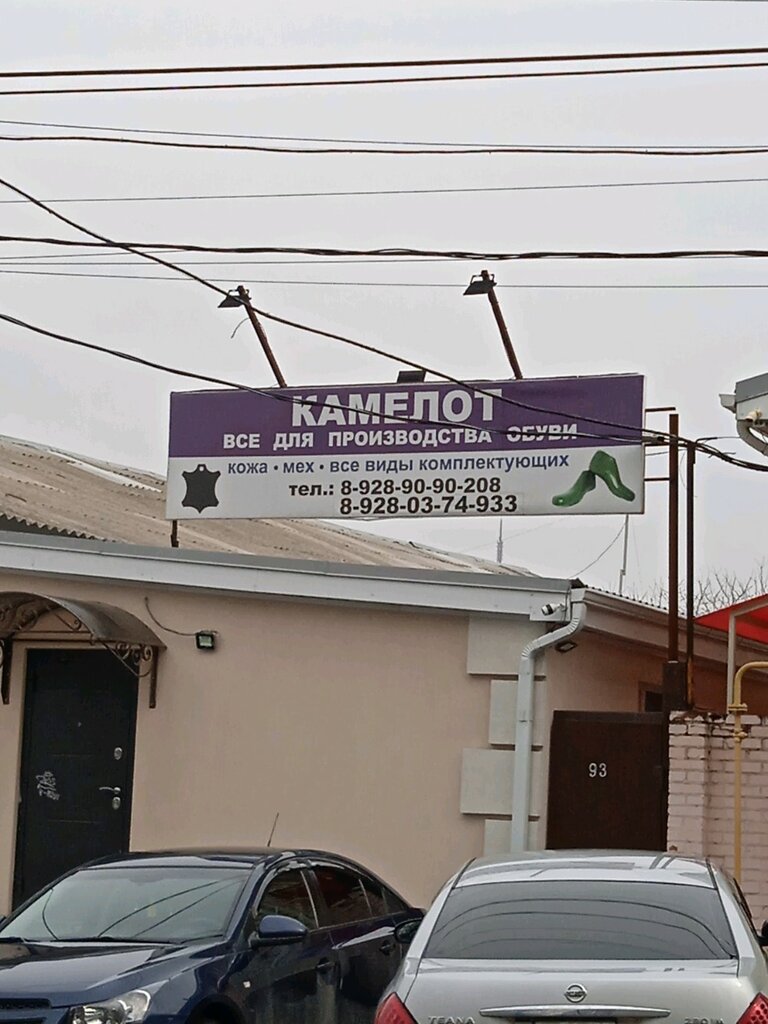 КАМЕЛОТ
ВСЕ ДЛЯ ПРОИЗВОДСТВА ОБУВИ
кожа • мех • все виды комплектующих
тел.: 8-928-90-90-208
8-928-03-74-933
93
TEANA